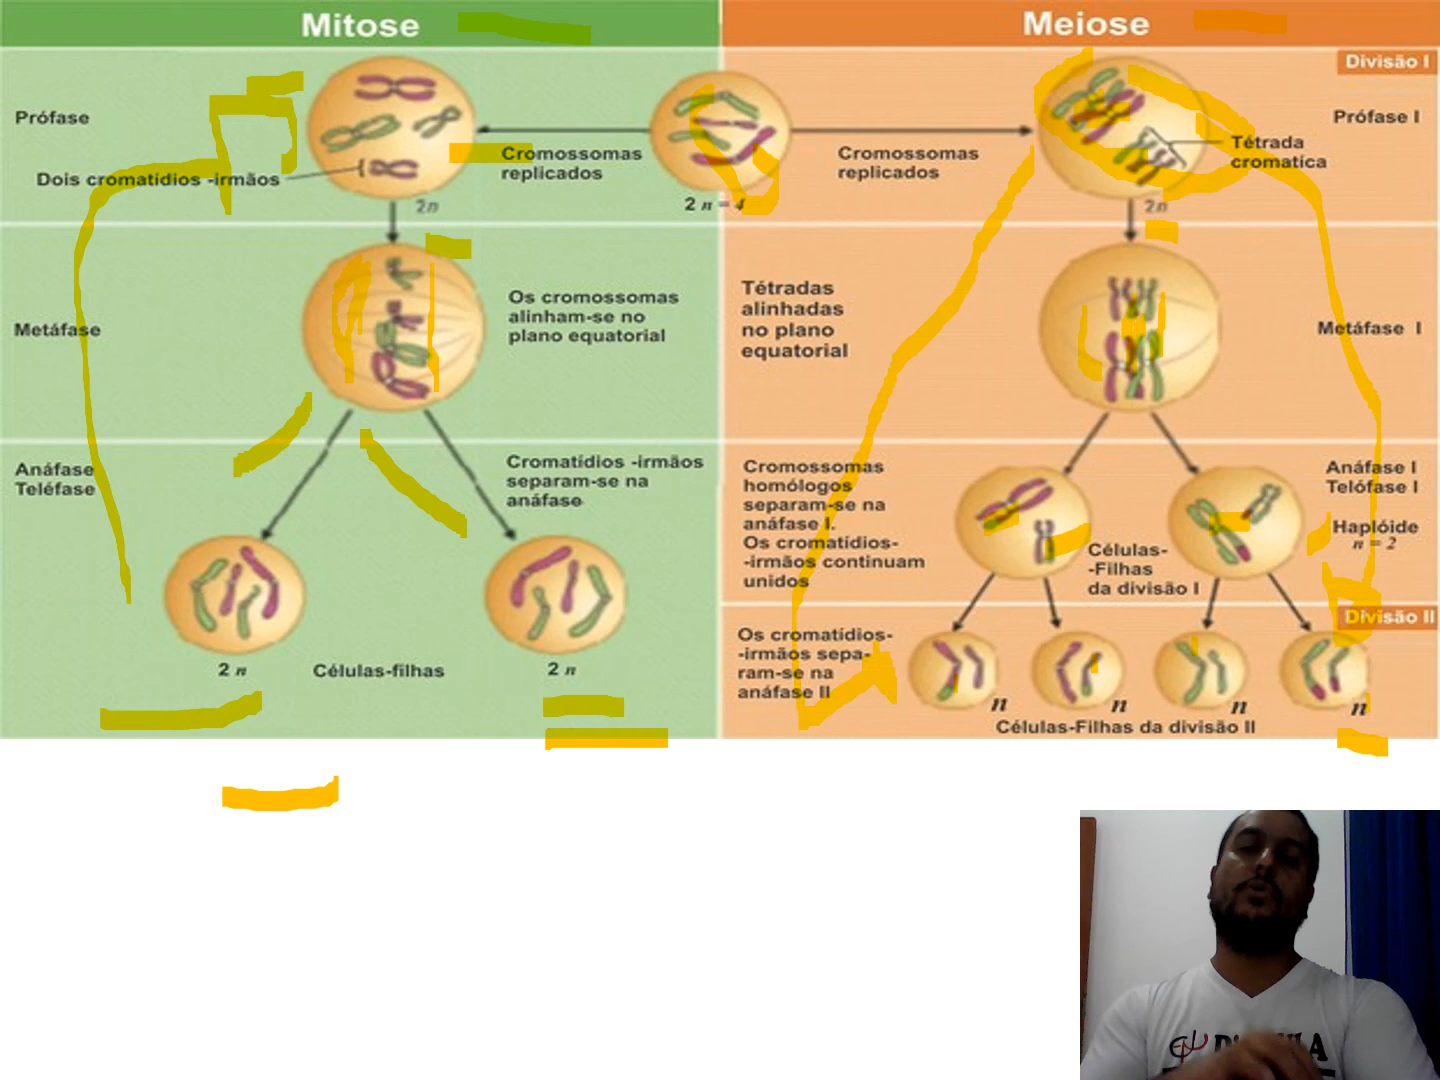 Mitose
Meiose
Divisão I
Prófase
Dois cromatídios -irmãos
2n
Cromossomas
replicados
2 n = 4
Cromossomas
replicados
Prófase I
Tétrada
cromatíca
2n
Metáfase
Os cromossomas
alinham-se no
plano equatorial
Tétradas
alinhadas
no plano
equatorial
Metáfase I
Anáfase
Teléfase
Cromatídios -irmãos
separam-se na
anáfase
2 n
Células-filhas
2 n
Cromossomas
homólogos
separam-se na
anáfase I.
Os cromatídios-
-irmãos continuam
unidos
Células-
-Filhas
da divisão I
Anáfase I
Telófase I
Haplóide
n = 2
Divisão II
Os cromatídios-
-irmãos sepa-
ram-se na
anáfase II
n
n
n
n
Células-Filhas da divisão II